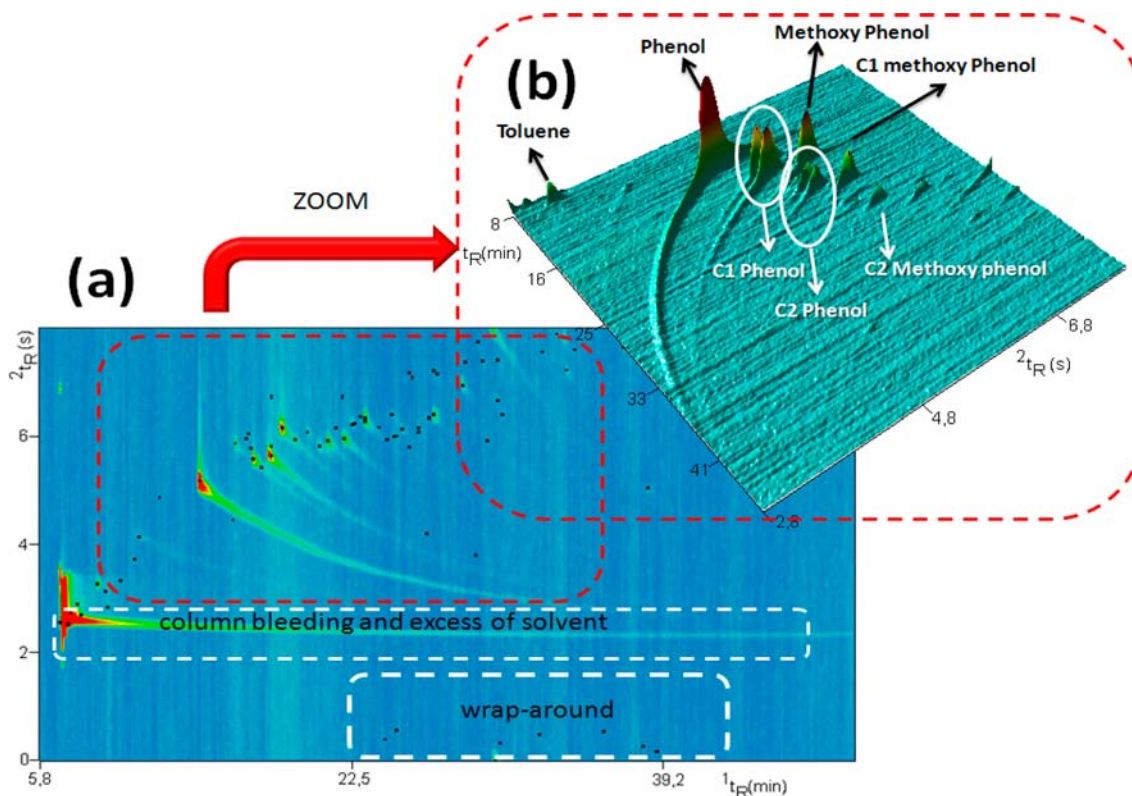 (b)
Phenol
Methoxy Phenol
C1 methoxy Phenol
Toluene
ZOOM
8
tR(min)
16
C1 Phenol
C2 Methoxy phenol
C2 Phenol
25
33
41
2,8
4,8
6,8
2tR(s)
(a)
2tR(s)
6
4
2
0
column bleeding and excess of solvent
wrap-around
5,8
22,5
39,2
1tR(min)